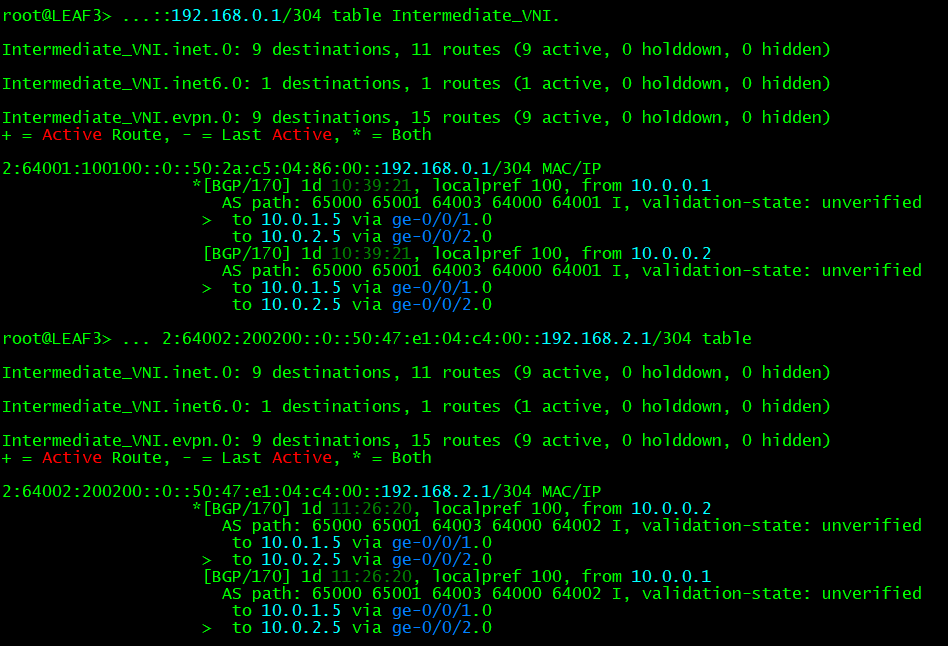 root@LEAF3> ...::192.168.0.1/304 table Intermediate_VNI.
Intermediate_VNI.inet.0: 9 destinations, 11 routes (9 active, 0 holddown, 0 hidden)
Intermediate_VNI.inet6.0: 1 destinations, 1 routes (1 active, 0 holddown, 0 hidden)
Intermediate_VNI.evpn.0: 9 destinations, 15 routes (9 active, 0 holddown, 0 hidden)
+ = Active Route, - = Last Active, * = Both
2:64001:100100::0::50:2a:c5:04:86:00::192.168.0.1/304 MAC/IP
*[BGP/170] 1d 10:39:21, localpref 100, from 10.0.0.1
AS path: 65000 65001 64003 64000 64001 I, validation-state: unverified
> to 10.0.1.5 via ge-0/0/1.0
to 10.0.2.5 via ge-0/0/2.0
[BGP/170] 1d 10:39:21, localpref 100, from 10.0.0.2
AS path: 65000 65001 64003 64000 64001 I, validation-state: unverified
> to 10.0.1.5 via ge-0/0/1.0
to 10.0.2.5 via ge-0/0/2.0
root@LEAF3> ... 2:64002:200200::0::50:47:e1:04:c4:00::192.168.2.1/304 table
Intermediate_VNI.inet.0: 9 destinations, 11 routes (9 active, 0 holddown, 0 hidden)
Intermediate_VNI.inet6.0: 1 destinations, 1 routes (1 active, 0 holddown, 0 hidden)
Intermediate_VNI.evpn.0: 9 destinations, 15 routes (9 active, 0 holddown, 0 hidden)
+ = Active Route, - = Last Active, * = Both
2:64002:200200::0::50:47:e1:04:c4:00::192.168.2.1/304 MAC/IP
*[BGP/170] 1d 11:26:20, localpref 100, from 10.0.0.2
AS path: 65000 65001 64003 64000 64002 I, validation-state: unverified
to 10.0.1.5 via ge-0/0/1.0
> to 10.0.2.5 via ge-0/0/2.0
[BGP/170] 1d 11:26:20, localpref 100, from 10.0.0.1
AS path: 65000 65001 64003 64000 64002 I, validation-state: unverified
to 10.0.1.5 via ge-0/0/1.0
> to 10.0.2.5 via ge-0/0/2.0